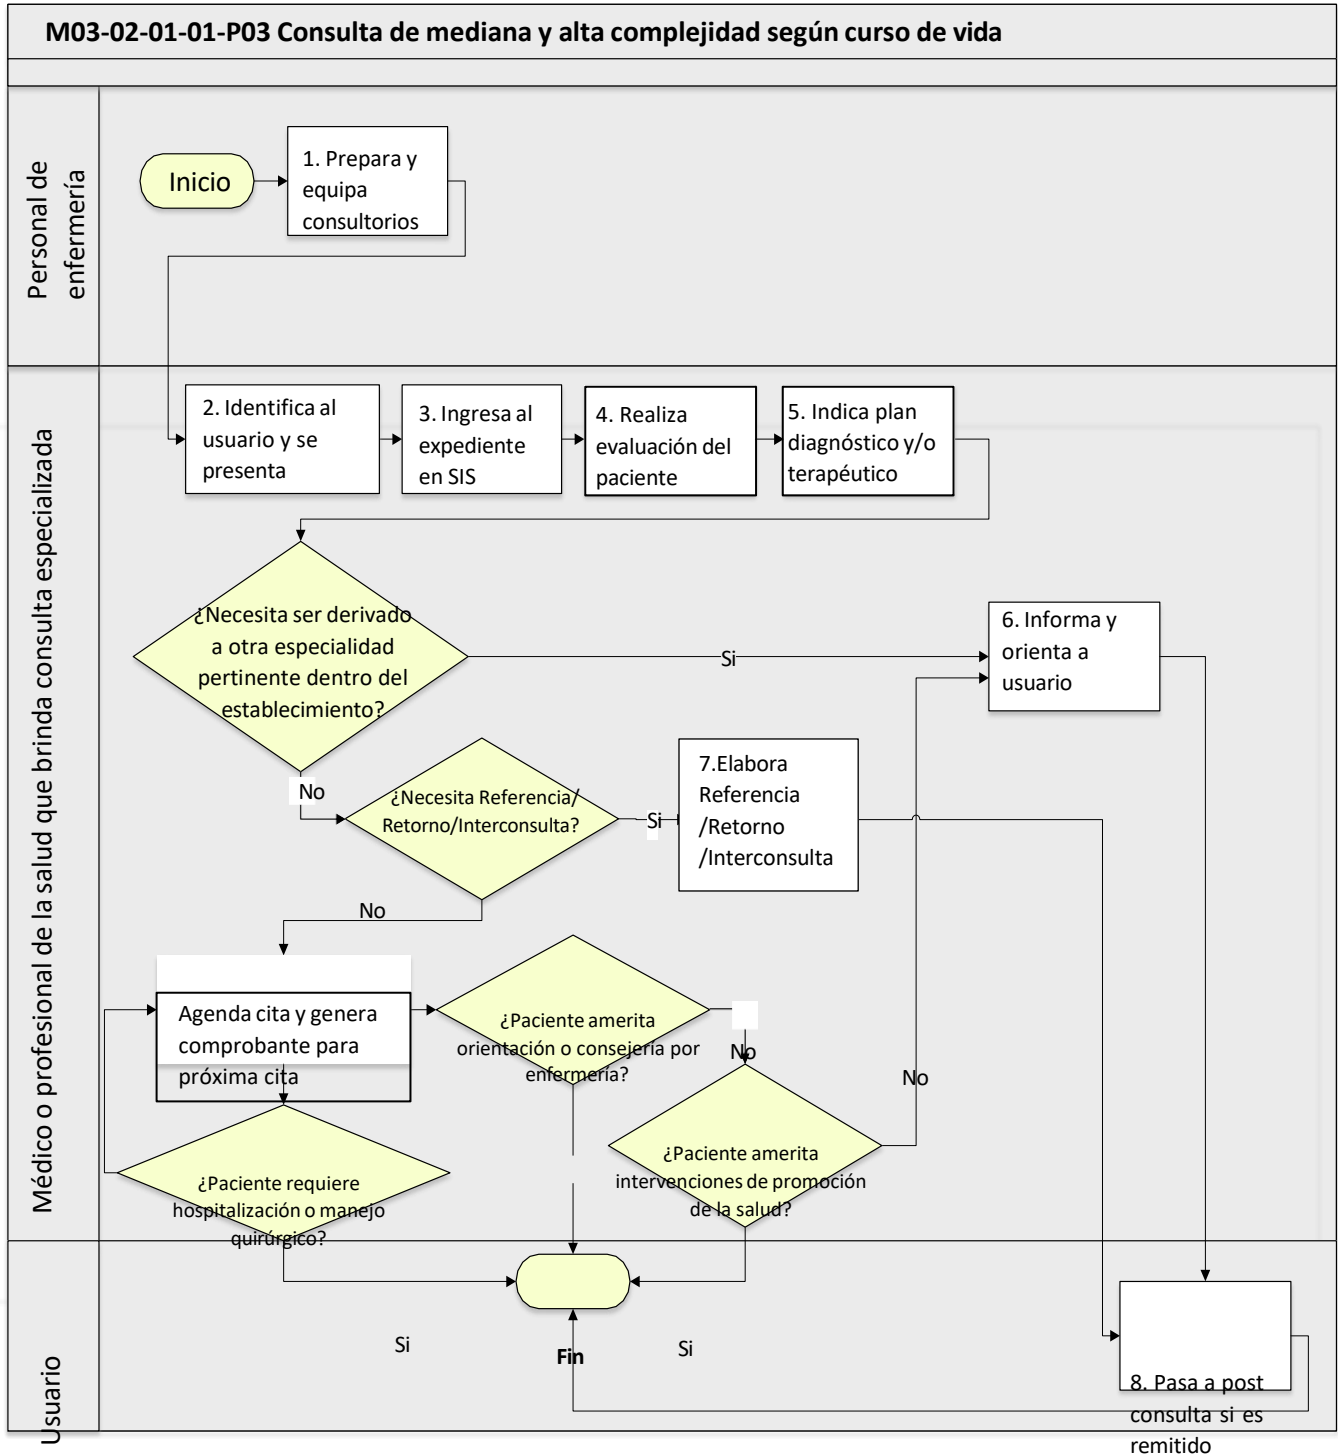 M03-02-01-01-P03 Consulta de mediana y alta complejidad según curso de vida
Personal de
enfermería
Inicio
1. Prepara y
equipa
consultorios
Médico o profesional de la salud que brinda consulta especializada
2. Identifica al
usuario y se
presenta
3. Ingresa al
expediente
en SIS
4. Realiza
evaluación del
paciente
5. Indica plan
diagnóstico y/o
terapéutico
¿Necesita ser derivado
a otra especialidad
pertinente dentro del
establecimiento?
Si
6. Informa y
orienta a
usuario
No
¿Necesita Referencia/
Retorno/Interconsulta?
Si
7.Elabora
Referencia
/Retorno
/Interconsulta
No
Agenda cita y genera
comprobante para
próxima cita
¿Paciente amerita
orientación o consejería por
enfermería?
No
No
¿Paciente amerita
intervenciones de promoción
de la salud?
¿Paciente requiere
hospitalización o manejo
quirúrgico?
Usuario
Si
Fin
Si
8. Pasa a post
consulta si es
remitido